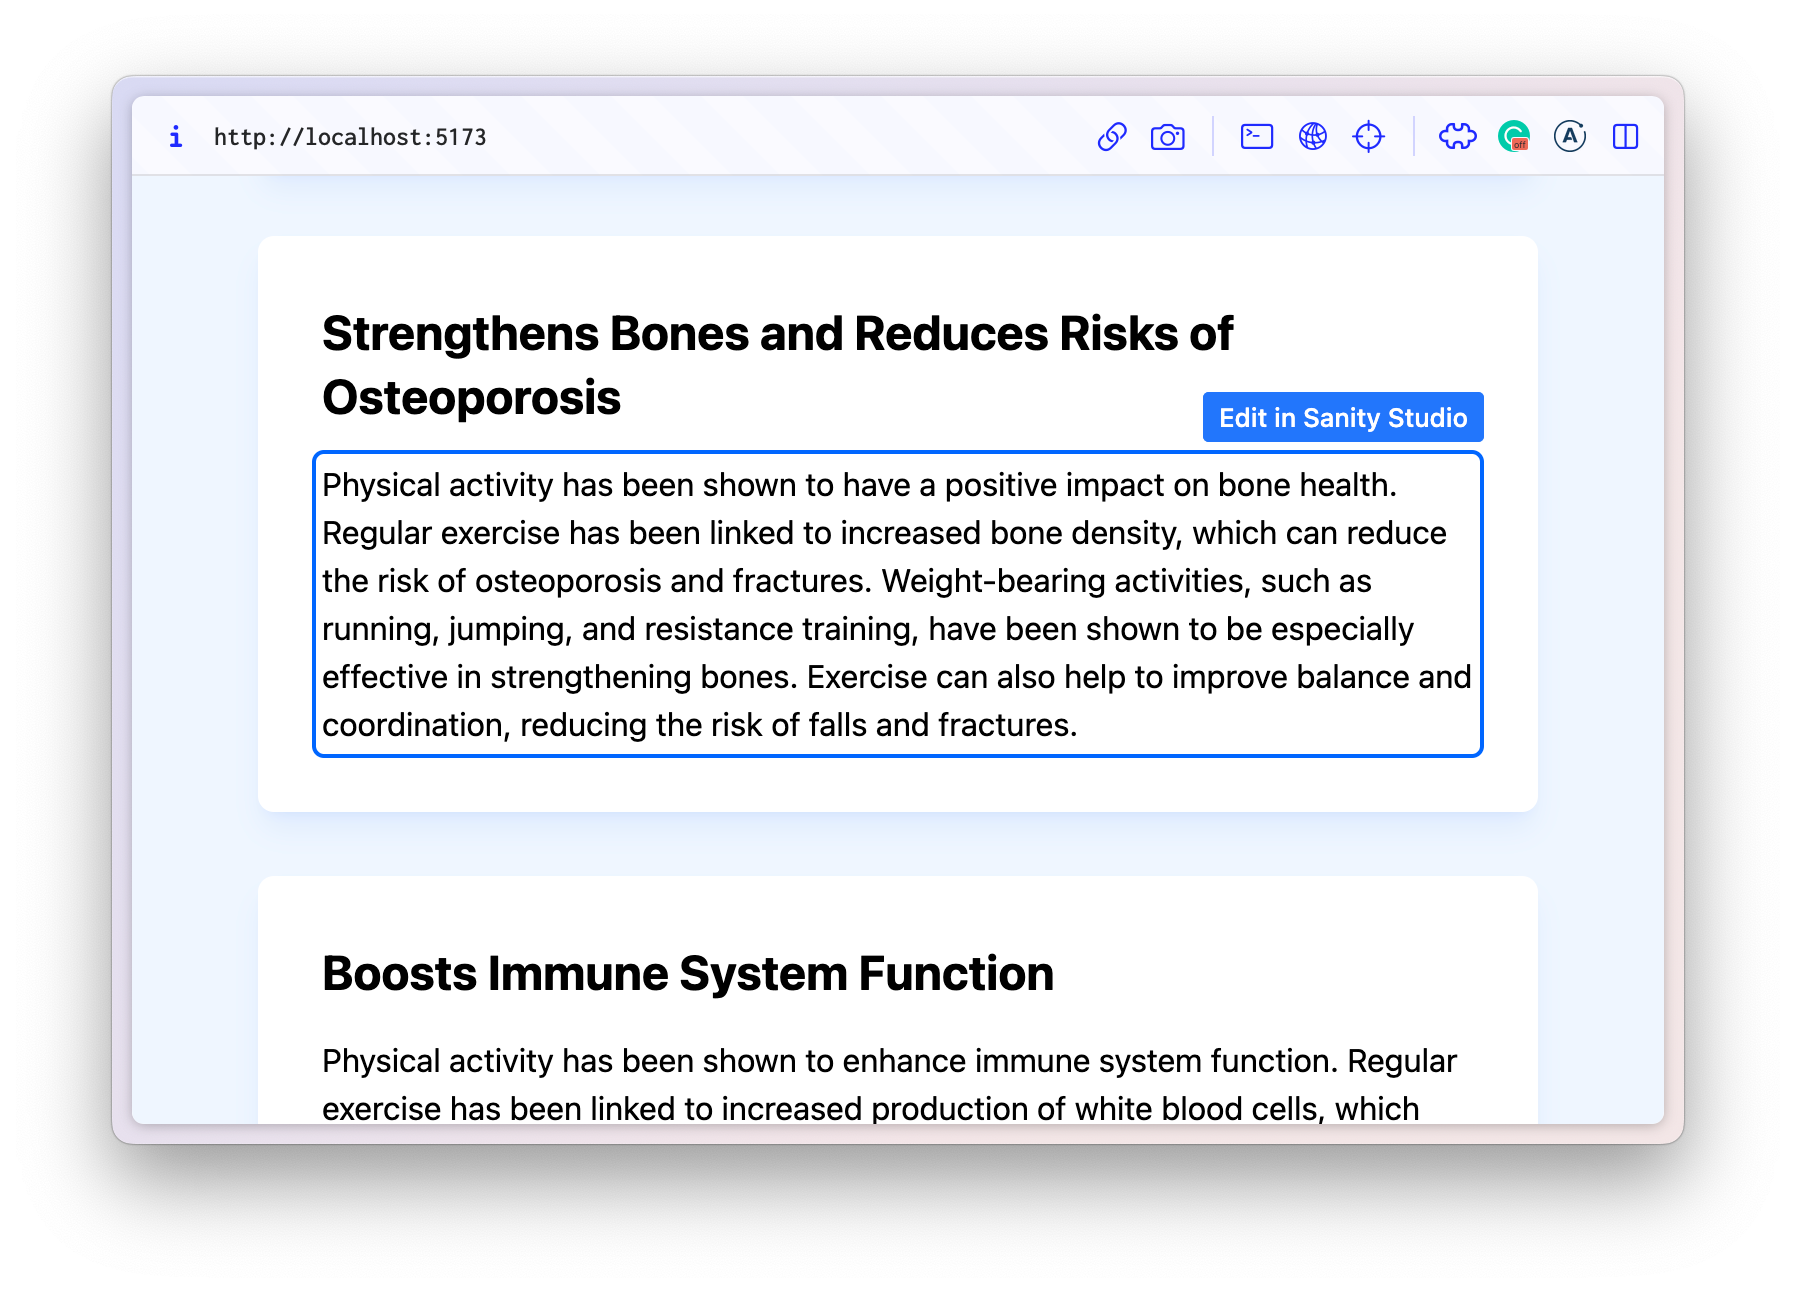 http://localhost:5173
off
A
Strengthens Bones and Reduces Risks of
Osteoporosis
Edit in Sanity Studio
Physical activity has been shown to have a positive impact on bone health.
Regular exercise has been linked to increased bone density, which can reduce
the risk of osteoporosis and fractures. Weight-bearing activities, such as
running, jumping, and resistance training, have been shown to be especially
effective in strengthening bones. Exercise can also help to improve balance and
coordination, reducing the risk of falls and fractures.
Boosts Immune System Function
Physical activity has been shown to enhance immune system function. Regular
exercise has been linked to increased production of white blood cells, which